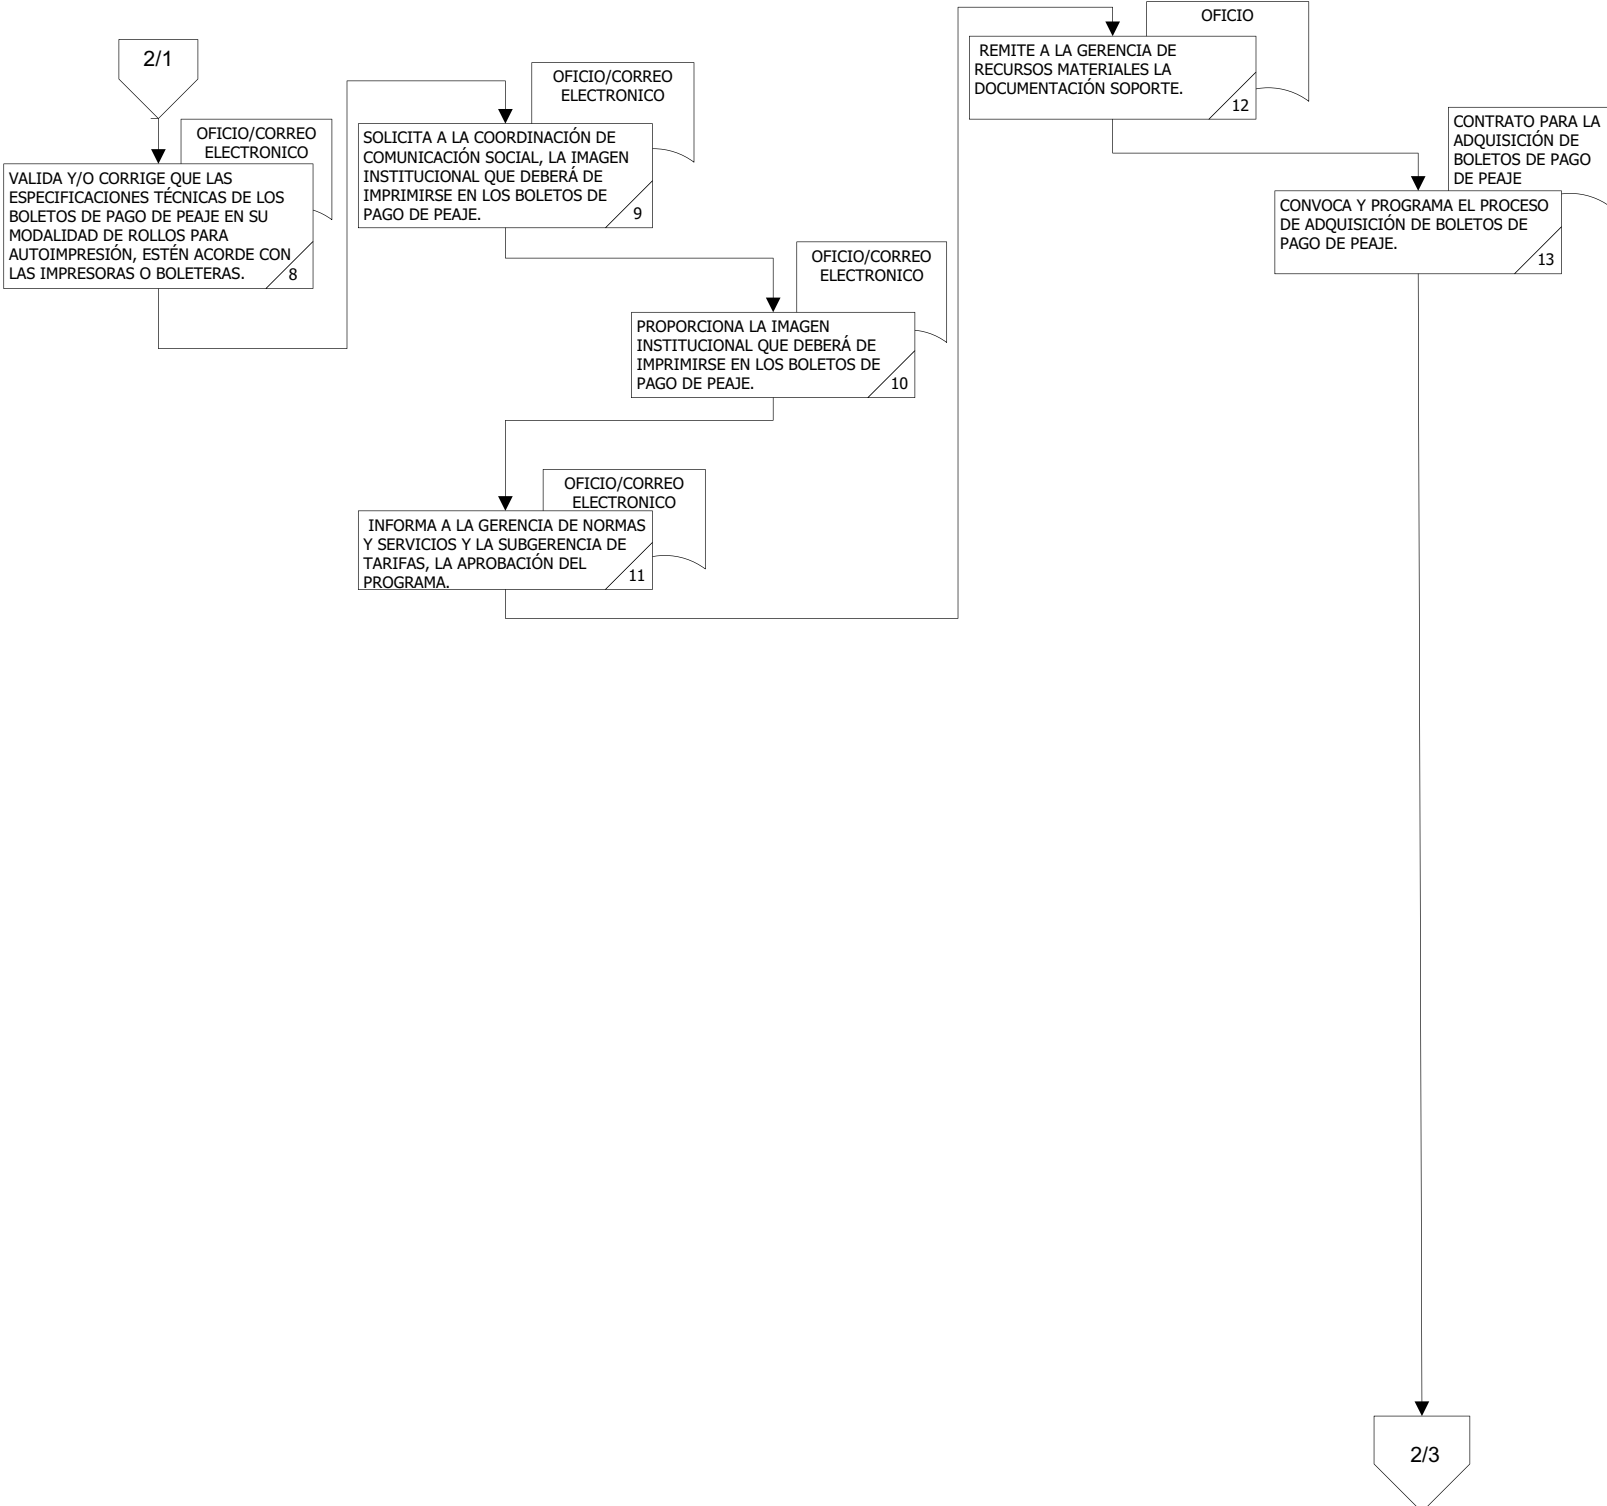 2/1
OFICIO/CORREO
ELECTRONICO
VALIDA Y/O CORRIGE QUE LAS
ESPECIFICACIONES TÉCNICAS DE LOS
BOLETOS DE PAGO DE PEAJE EN SU
MODALIDAD DE ROLLOS PARA
AUTOIMPRESIÓN, ESTÉN ACORDE CON
LAS IMPRESORAS O BOLETERAS.
8
OFICIO/CORREO
ELECTRONICO
SOLICITA A LA COORDINACIÓN DE
COMUNICACIÓN SOCIAL, LA IMAGEN
INSTITUCIONAL QUE DEBERÁ DE
IMPRIMIRSE EN LOS BOLETOS DE
PAGO DE PEAJE.
9
OFICIO/CORREO
ELECTRONICO
PROPORCIONA LA IMAGEN
INSTITUCIONAL QUE DEBERÁ DE
IMPRIMIRSE EN LOS BOLETOS DE
PAGO DE PEAJE.
10
OFICIO/CORREO
ELECTRONICO
INFORMA A LA GERENCIA DE NORMAS
Y SERVICIOS Y LA SUBGERENCIA DE
TARIFAS, LA APROBACIÓN DEL
PROGRAMA.
11
OFICIO
REMITE A LA GERENCIA DE
RECURSOS MATERIALES LA
DOCUMENTACIÓN SOPORTE.
12
CONTRATO PARA LA
ADQUISICIÓN DE
BOLETOS DE PAGO
DE PEAJE
CONVOCA Y PROGRAMA EL PROCESO
DE ADQUISICIÓN DE BOLETOS DE
PAGO DE PEAJE.
13
2/3